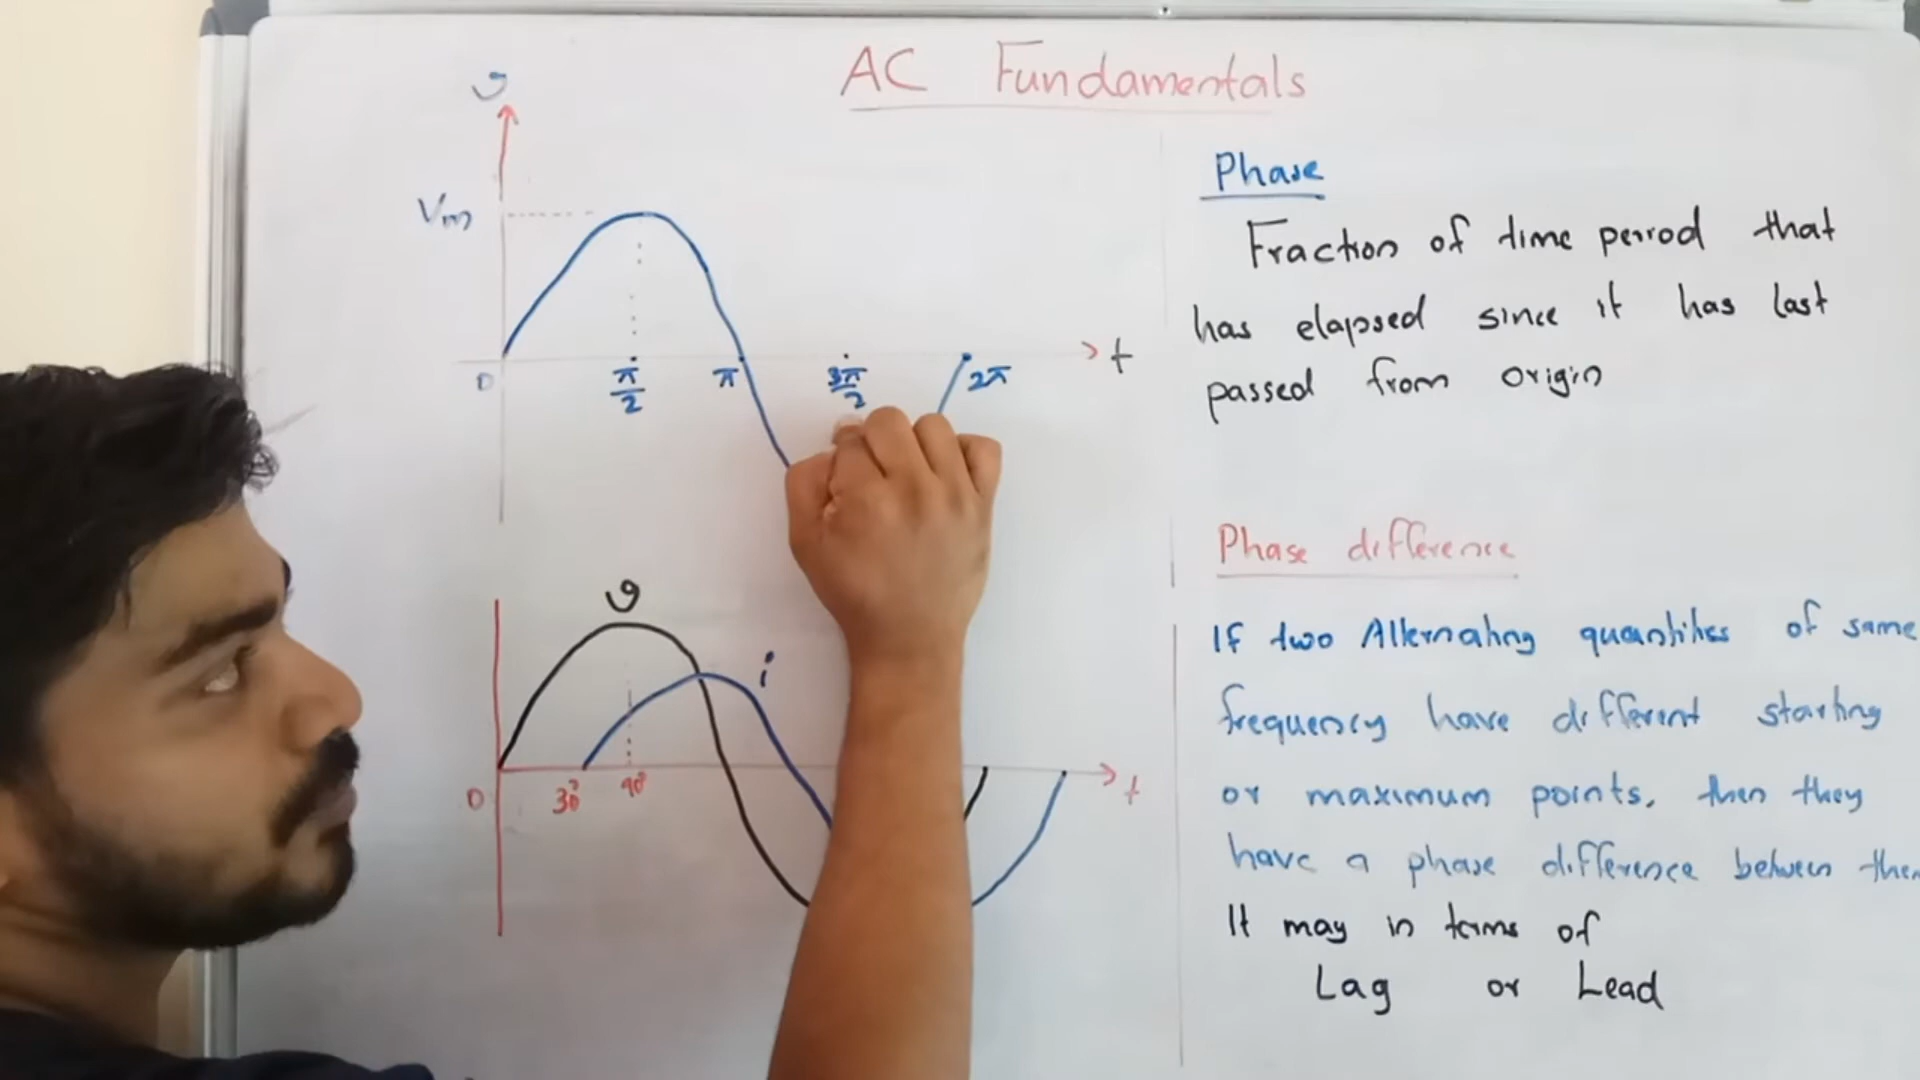 AC Fundamentals
v
Vm
0
π/2
π
3π/2
2π
t
Phase
Fraction of time period that
has elapsed since it has last
passed from origin
v
i
0
30°
90°
t
Phase difference
If two Alternating quantities of same
frequency have different starting
or maximum points, then they
have a phase difference between
It may in terms of
Lag or Lead